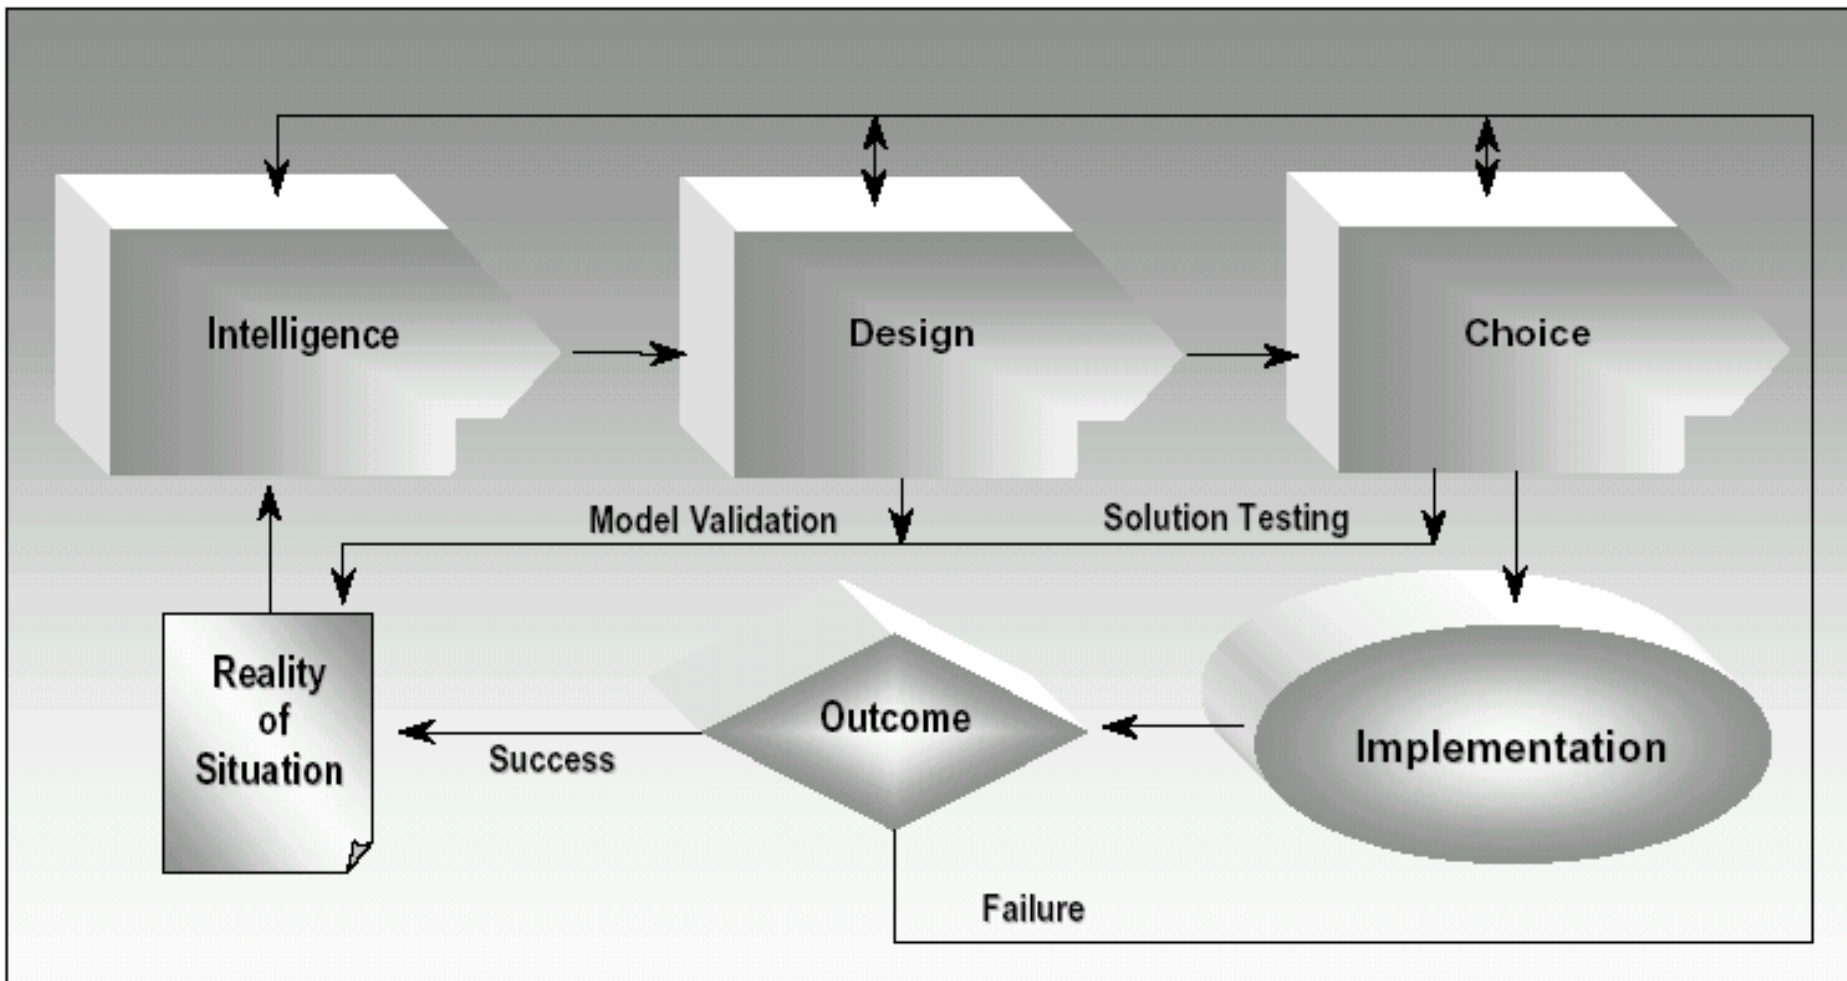 Intelligence
Design
Choice
Model Validation
Solution Testing
Reality
of
Situation
Success
Outcome
Implementation
Failure